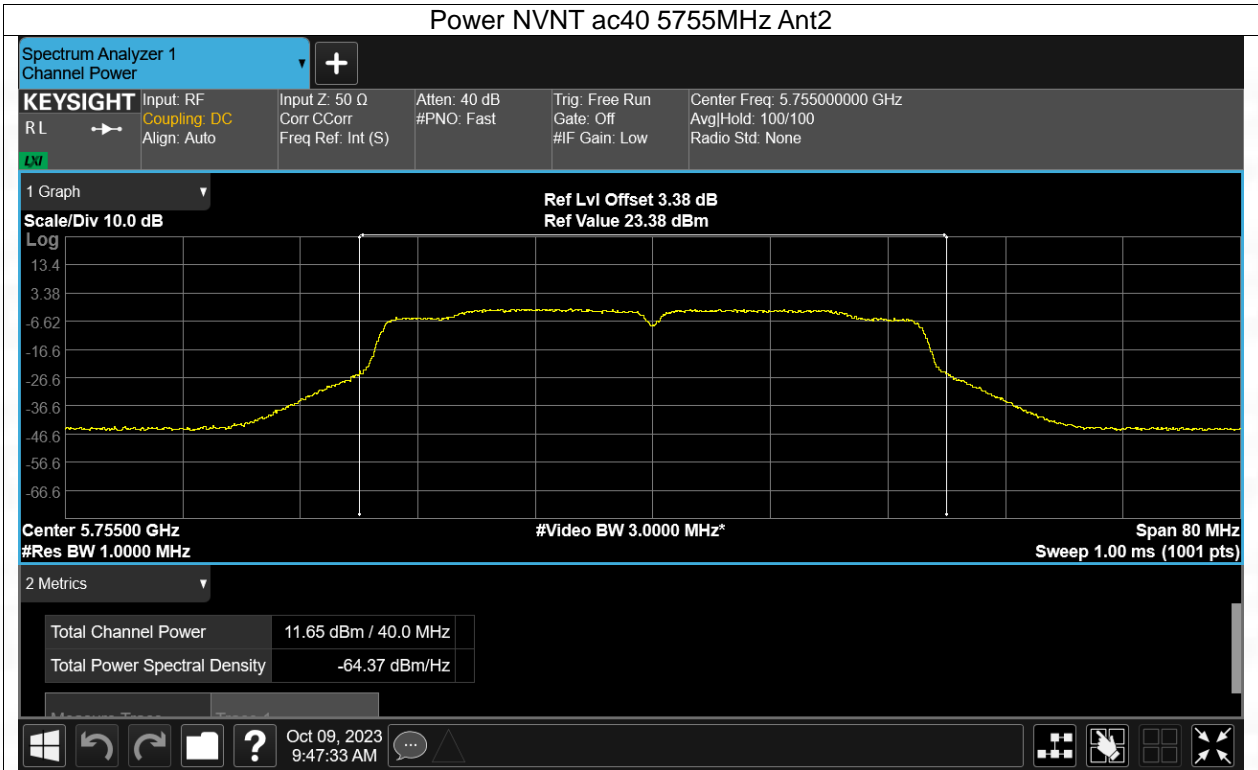 Power NVNT ac40 5755MHz Ant2
Spectrum Analyzer 1
Channel Power
KEYSIGHT
RL
LXI
Input: RF
Coupling: DC
Align: Auto
Input Z: 50 Ω
Corr CCorr
Freq Ref: Int (S)
Atten: 40 dB
#PNO: Fast
Trig: Free Run
Gate: Off
#IF Gain: Low
Center Freq: 5.755000000 GHz
Avg|Hold: 100/100
Radio Std: None
1 Graph
Scale/Div 10.0 dB
Ref Lvl Offset 3.38 dB
Ref Value 23.38 dBm
Log
13.4
3.38
-6.62
-16.6
-26.6
-36.6
-46.6
-56.6
-66.6
Center 5.75500 GHz
#Res BW 1.0000 MHz
#Video BW 3.0000 MHz*
Span 80 MHz
Sweep 1.00 ms (1001 pts)
2 Metrics
Total Channel Power 11.65 dBm / 40.0 MHz
Total Power Spectral Density -64.37 dBm/Hz
?
Oct 09, 2023
9:47:33 AM